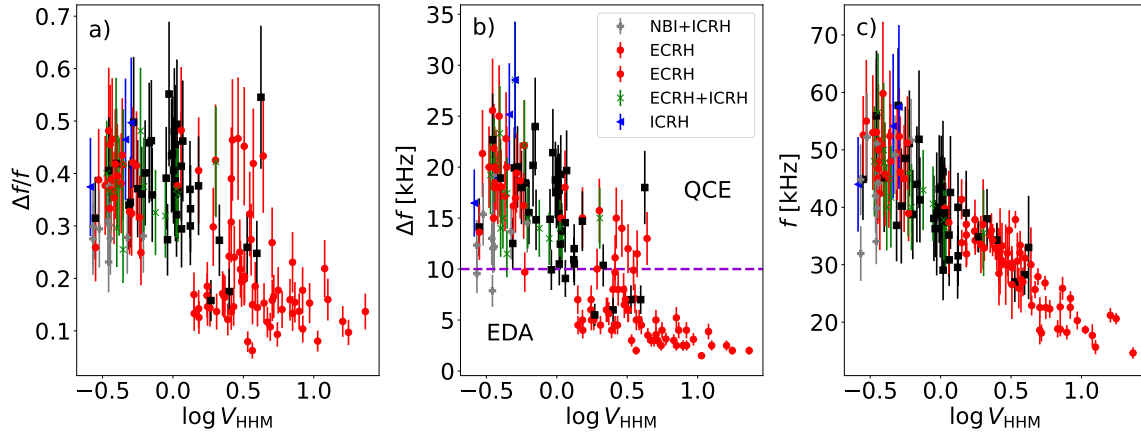 a)
0.7
0.6
0.5
0.4
0.3
0.2
0.1
Δf/f
−0.5 0.0 0.5 1.0
log V_HHM
b)
NBI+ICRH
ECRH
ECRH
ECRH+ICRH
ICRH
QCE
EDA
35
30
25
20
15
10
5
0
Δf [kHz]
−0.5 0.0 0.5 1.0
log V_HHM
c)
70
60
50
40
30
20
f [kHz]
−0.5 0.0 0.5 1.0
log V_HHM